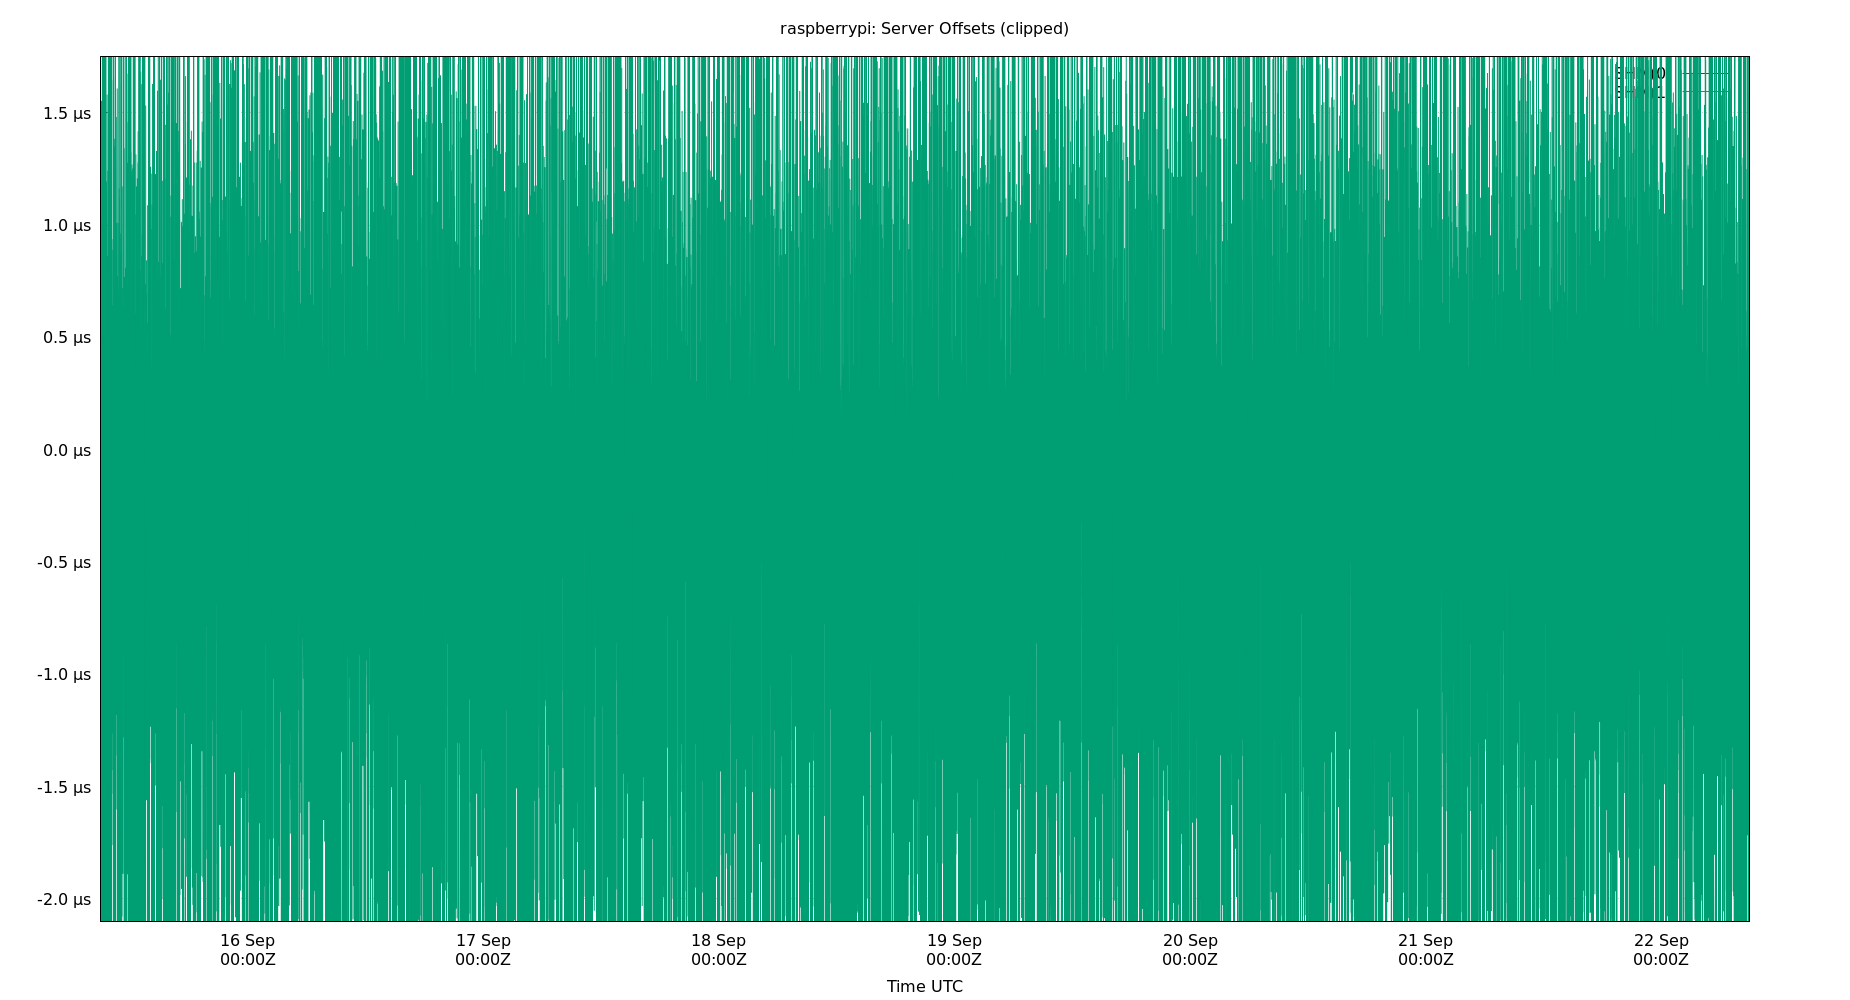 raspberrypi: Server Offsets (clipped)
1.5 µs
1.0 µs
0.5 µs
0.0 µs
-0.5 µs
-1.0 µs
-1.5 µs
-2.0 µs
16 Sep 17 Sep 18 Sep 19 Sep 20 Sep 21 Sep 22 Sep
00:00Z 00:00Z 00:00Z 00:00Z 00:00Z 00:00Z 00:00Z
Time UTC